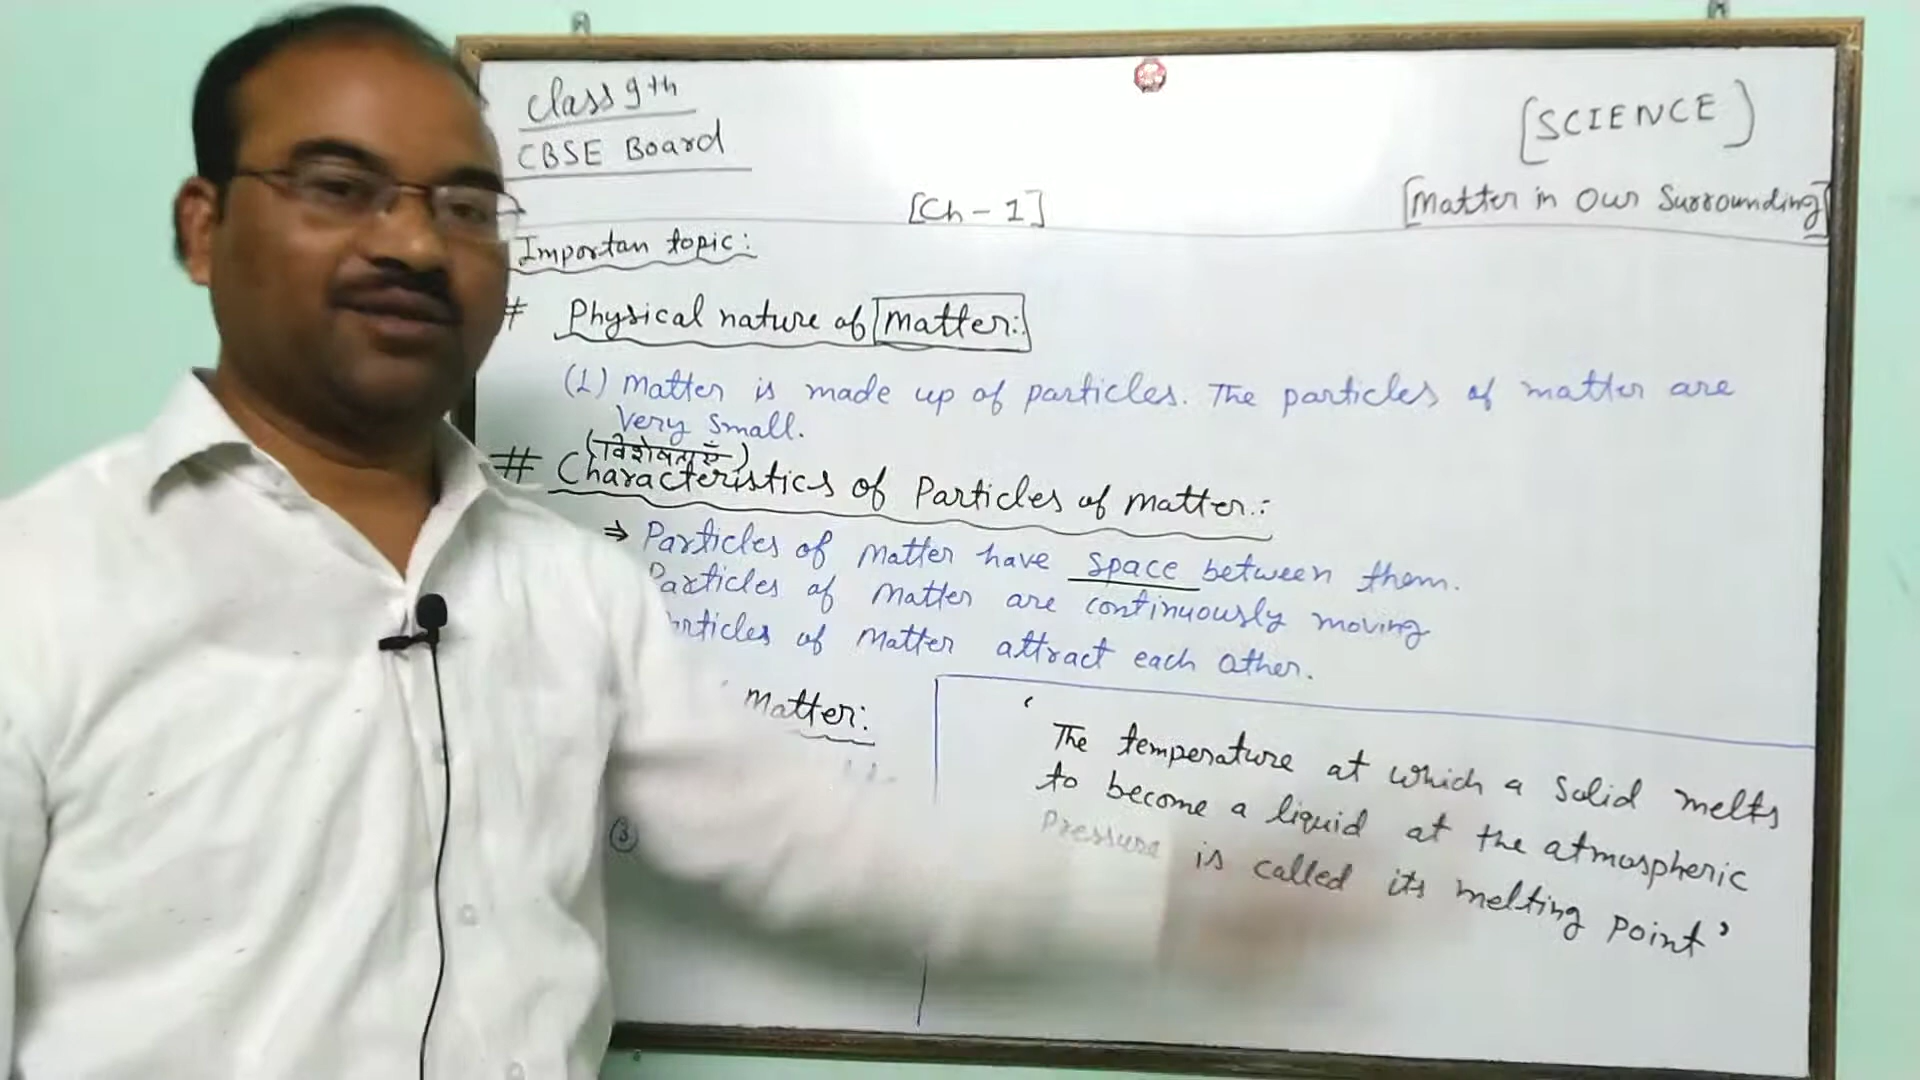 Class 9th
CBSE Board
[SCIENCE]
[Ch-1]
[Matter in Our Surrounding]
Importan topic:
# Physical nature of matter:
(1) Matter is made up of particles. The particles of matter are
Very small.
(विशेषताएँ)
# Characteristics of Particles of matter:
⇒ Particles of matter have space between them.
Particles of matter are continuously moving
Particles of matter attract each other.
Matter:
③
' The temperature at which a solid melts
to become a liquid at the atmospheric
Pressure is called its melting point'